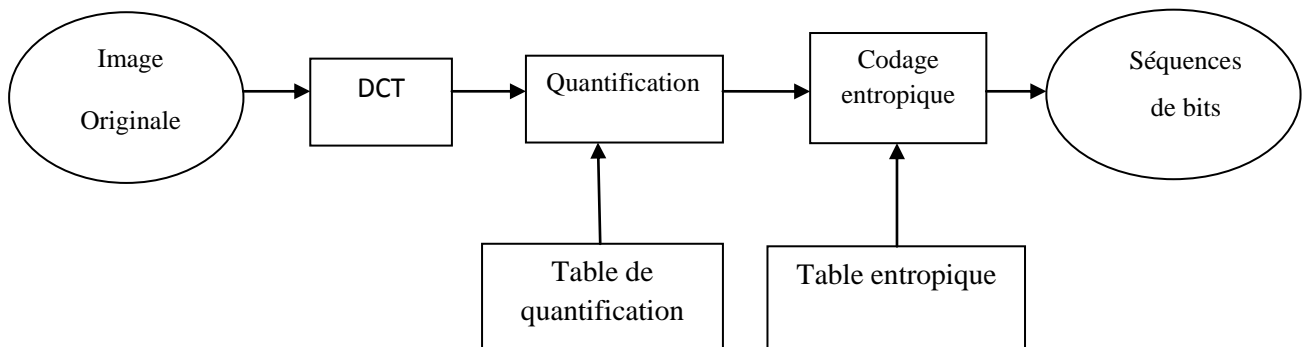 Image
Originale
DCT
Quantification
Codage
entropique
Séquences
de bits
Table de
quantification
Table entropique